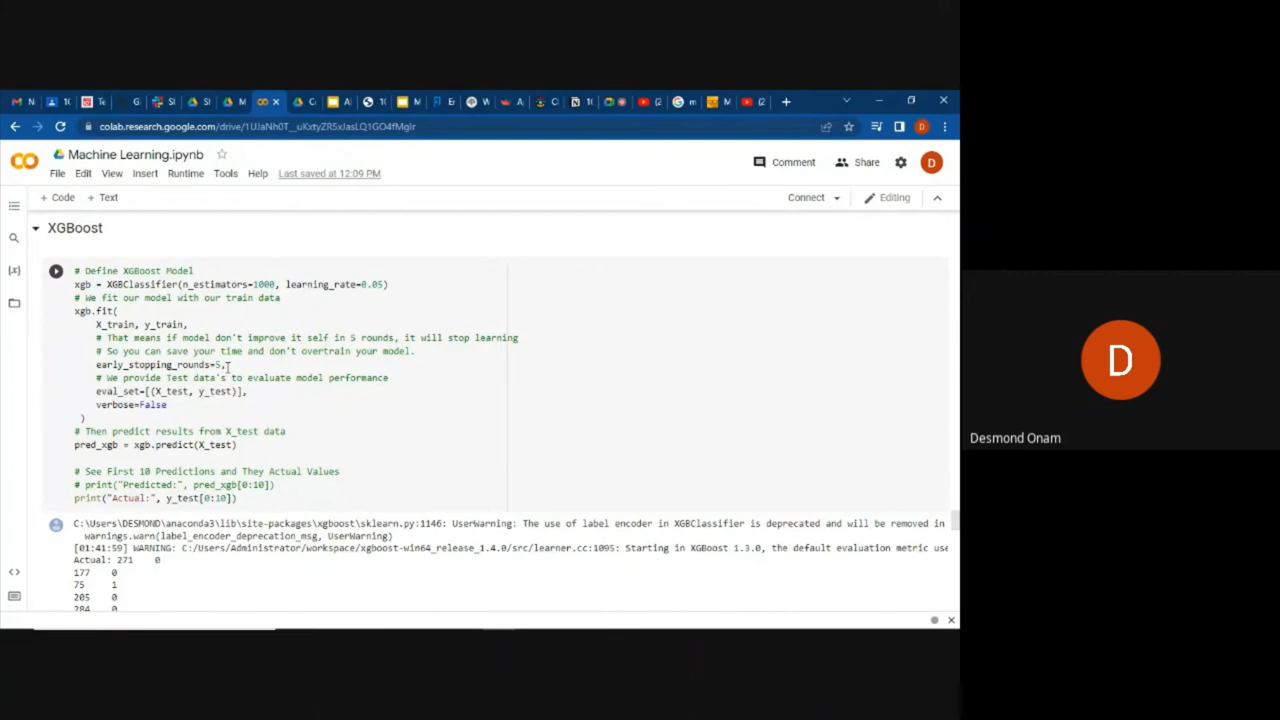 colab.research.google.com/drive/1UJaNh0T__uKxtyZR5xJasLQ1GO4fMglr
Machine Learning.ipynb
Comment
Share
D
File Edit View Insert Runtime Tools Help Last saved at 12:09 PM
+ Code + Text
Connect
Editing
XGBoost
# Define XGBoost Model
xgb = XGBClassifier(n_estimators=1000, learning_rate=0.05)
# We fit our model with our train data
xgb.fit(
X_train, y_train,
# That means if model don't improve it self in 5 rounds, it will stop learning
# So you can save your time and don't overtrain your model.
early_stopping_rounds=5,
# We provide Test data's to evaluate model performance
eval_set=[(X_test, y_test)],
verbose=False
)
# Then predict results from X_test data
pred_xgb = xgb.predict(X_test)
# See First 10 Predictions and They Actual Values
# print("Predicted:", pred_xgb[0:10])
print("Actual:", y_test[0:10])
C:\Users\DESMOND\anaconda3\lib\site-packages\xgboost\sklearn.py:1146: UserWarning: The use of label encoder in XGBClassifier is deprecated and will be removed in
warnings.warn(label_encoder_deprecation_msg, UserWarning)
[01:41:59] WARNING: C:/Users/Administrator/workspace/xgboost-win64_release_1.4.0/src/learner.cc:1095: Starting in XGBoost 1.3.0, the default evaluation metric use
Actual: 271 0
177 0
75 1
205 0
284 0
D
Desmond Onam